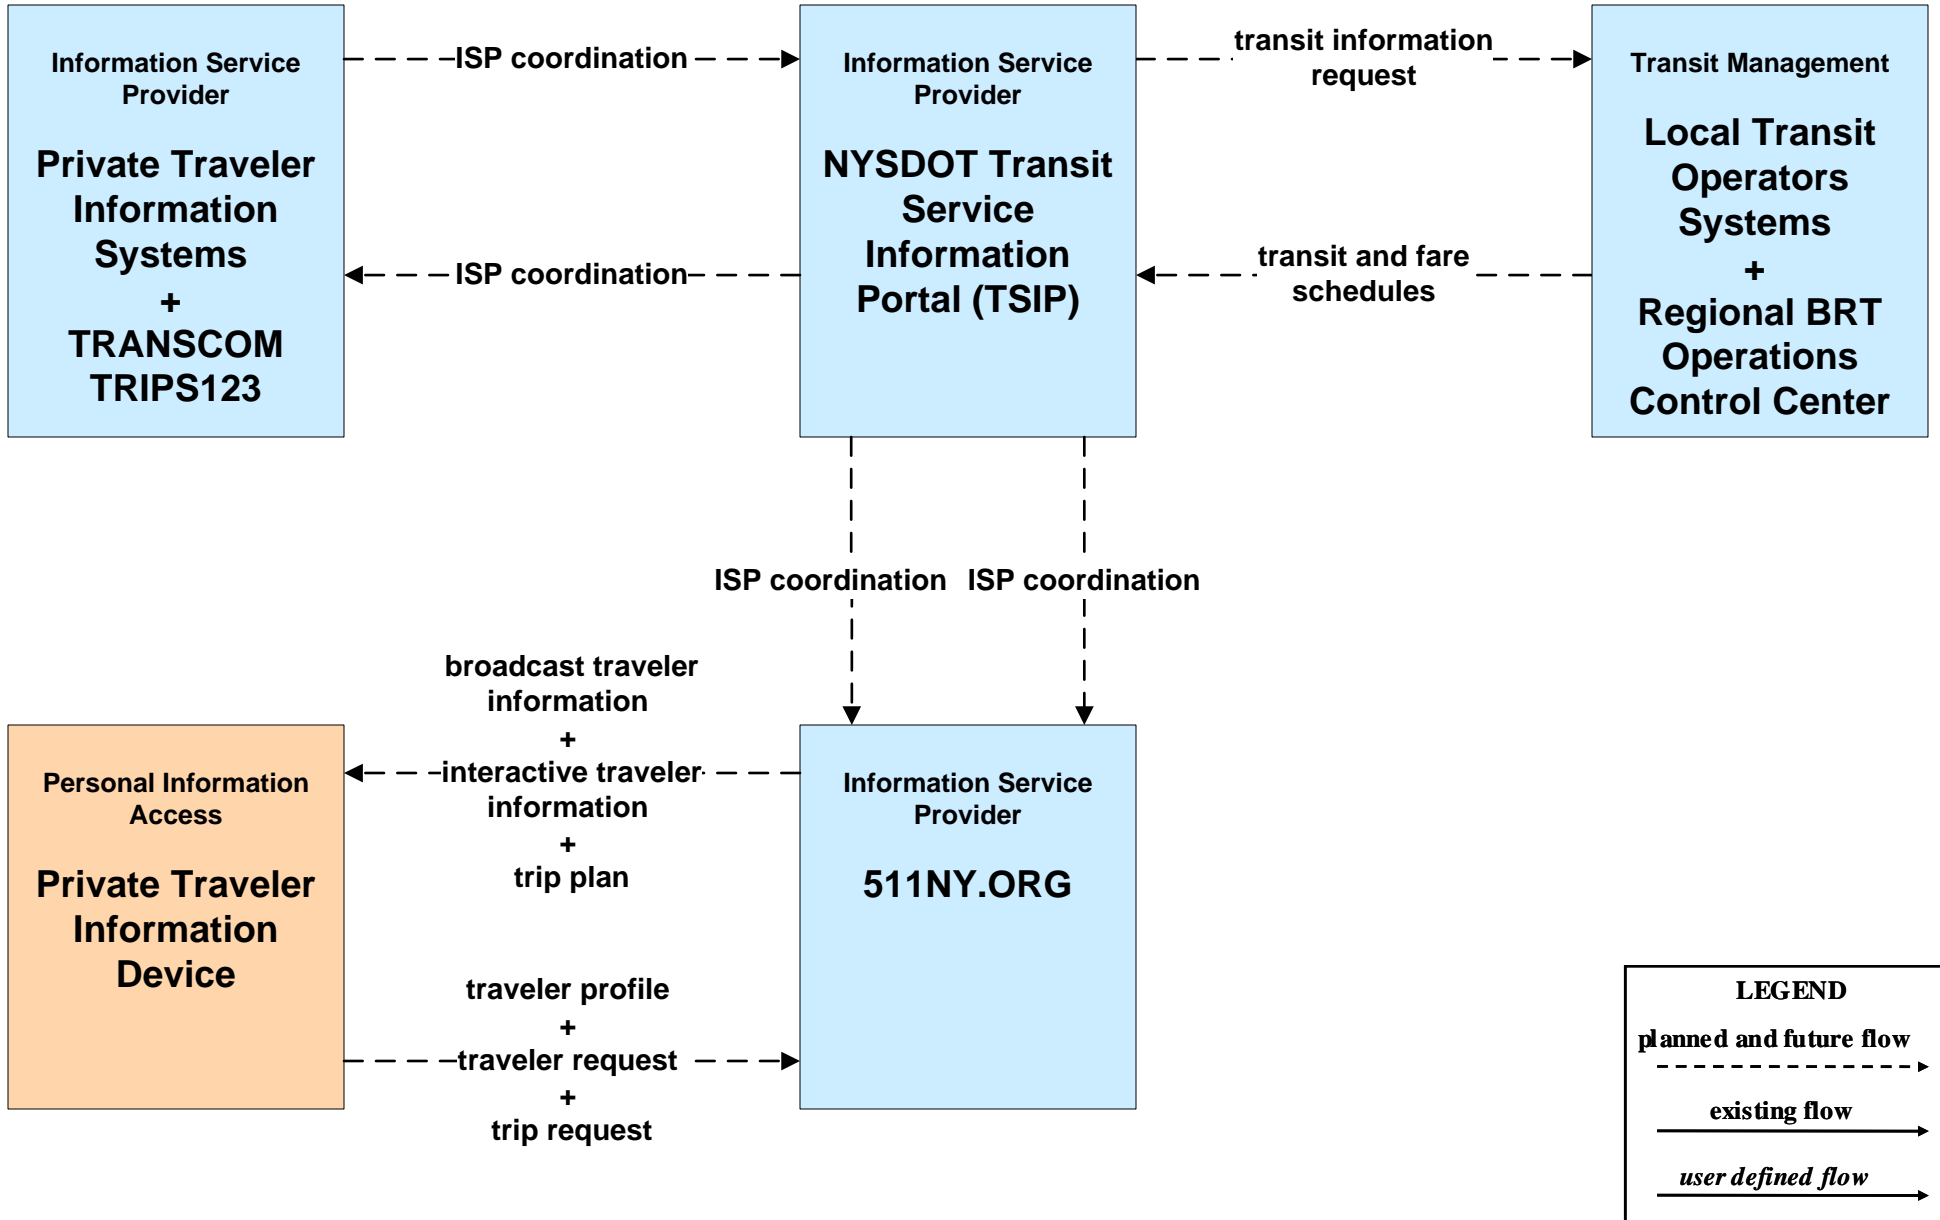 Information Service
Provider
Private Traveler
Information
Systems
+
TRANSCOM
TRIPS123
ISP coordination
ISP coordination
Information Service
Provider
NYSDOT Transit
Service
Information
Portal (TSIP)
transit information
request
transit and fare
schedules
Transit Management
Local Transit
Operators
Systems
+
Regional BRT
Operations
Control Center
ISP coordination
ISP coordination
Personal Information
Access
Private Traveler
Information
Device
broadcast traveler
information
+
interactive traveler
information
+
trip plan
traveler profile
+
traveler request
+
trip request
Information Service
Provider
511NY.ORG
LEGEND
planned and future flow
existing flow
user defined flow